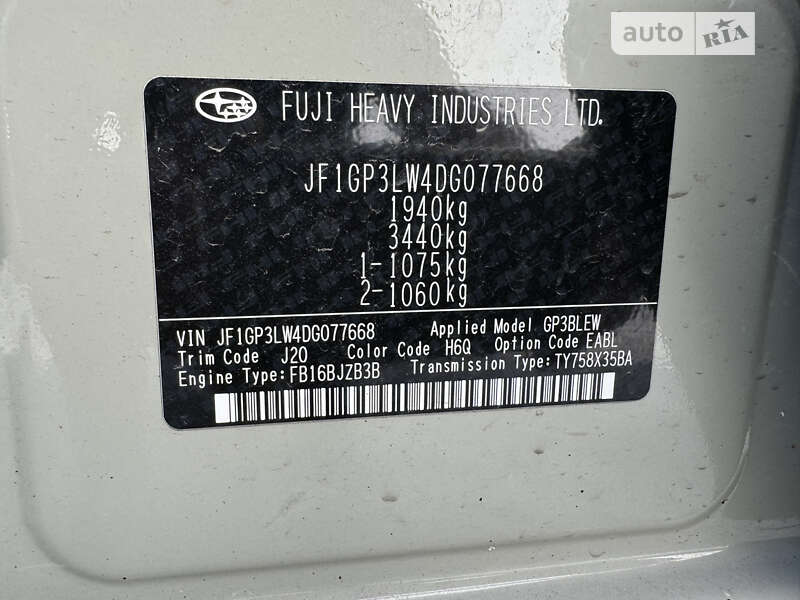 auto RIA
FUJI HEAVY INDUSTRIES LTD.
JF1GP3LW4DG077668
1940kg
3440kg
1-1075kg
2-1060kg
VIN JF1GP3LW4DG077668 Applied Model GP3BLEW
Trim Code J20 Color Code H6Q Option Code EABL
Engine Type:FB16BJZB3B Transmission Type:TY758X35BA